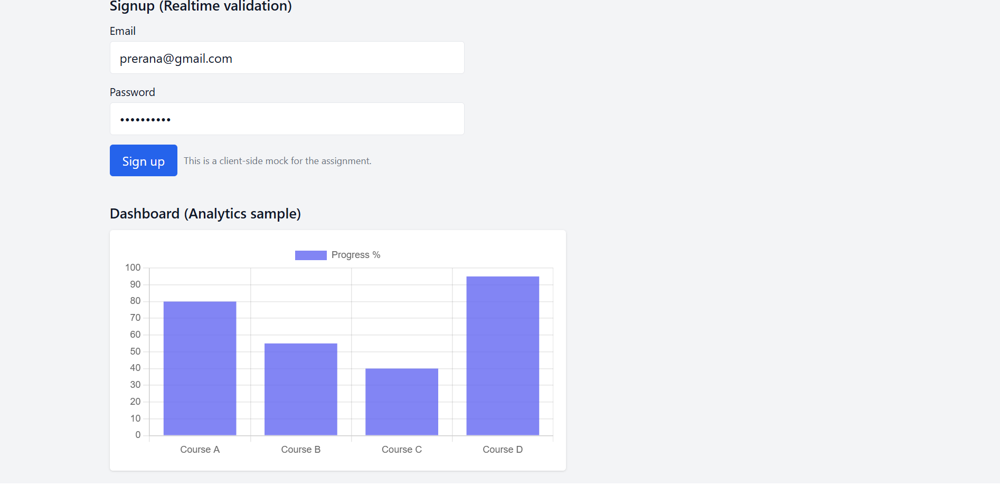 Signup (Realtime validation)
Email
prerana@gmail.com
Password
••••••••••
Sign up
This is a client-side mock for the assignment.
Dashboard (Analytics sample)
Progress %
100
90
80
70
60
50
40
30
20
10
0
Course A
Course B
Course C
Course D